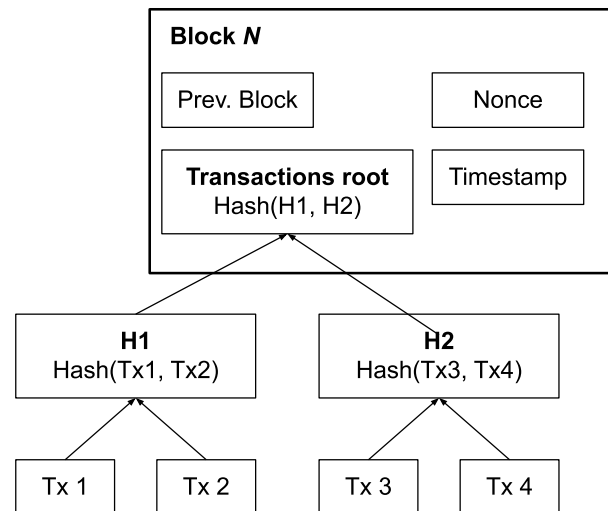 Block N
Prev. Block
Nonce
Transactions root
Hash(H1, H2)
Timestamp
H1
Hash(Tx1, Tx2)
H2
Hash(Tx3, Tx4)
Tx 1
Tx 2
Tx 3
Tx 4